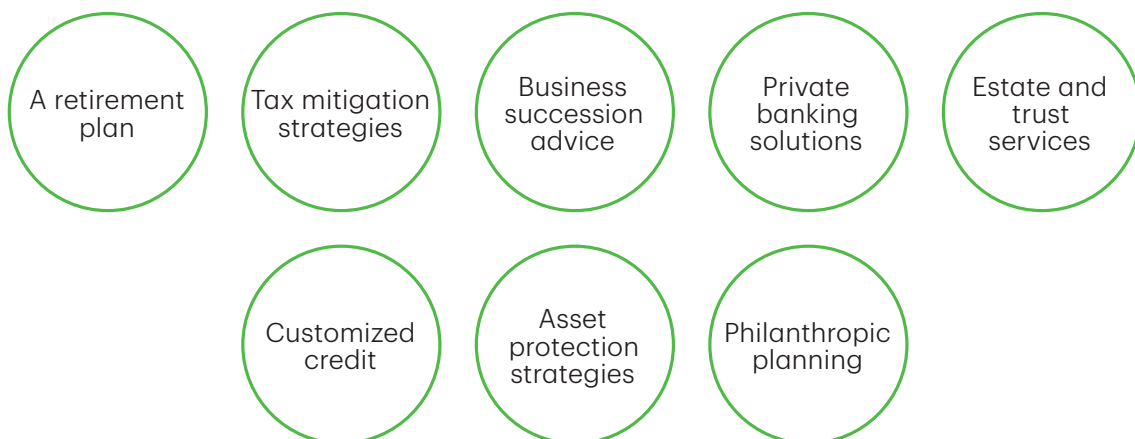 A retirement
plan
Tax mitigation
strategies
Business
succession
advice
Private
banking
solutions
Estate and
trust
services
Customized
credit
Asset
protection
strategies
Philanthropic
planning